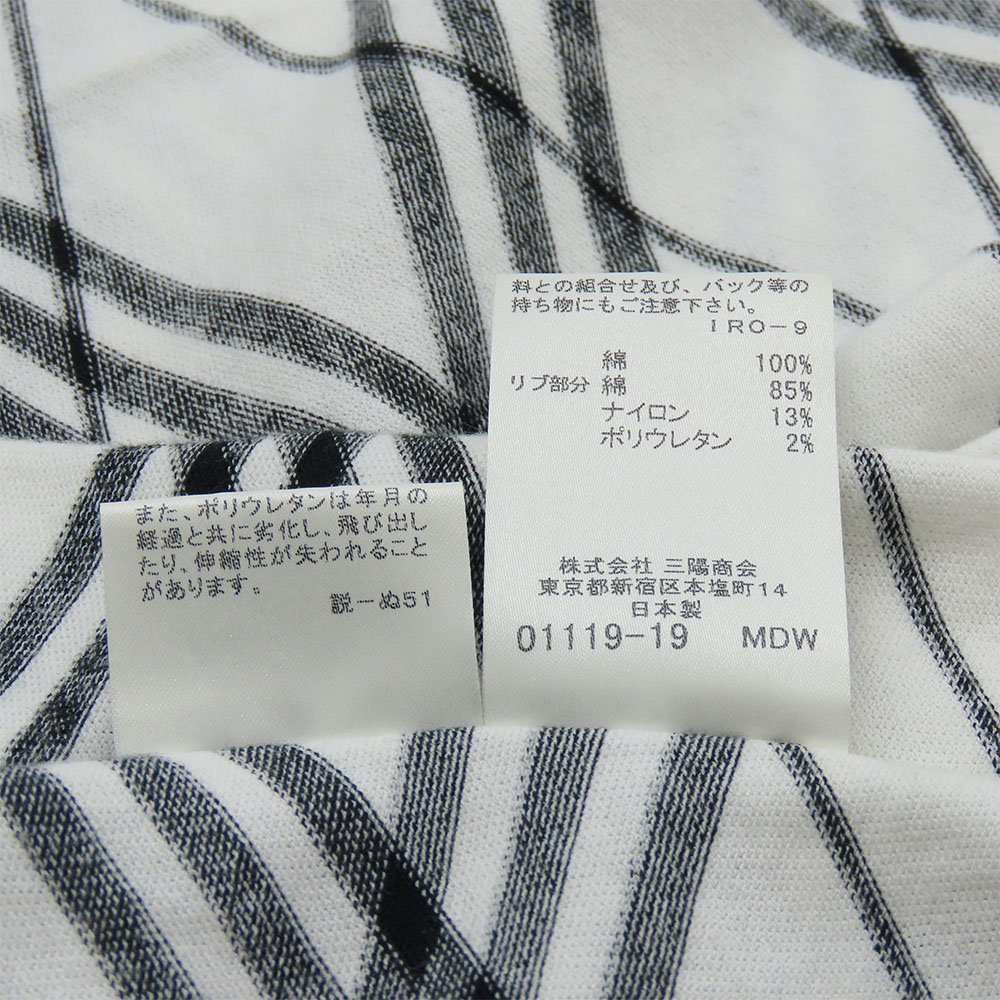 料との組合せ及び、バック等の
持ち物にもご注意下さい。
IRO-9
綿 100%
リブ部分 綿 85%
ナイロン 13%
ポリウレタン 2%
株式会社 三陽商会
東京都新宿区本塩町14
日本製
01119-19 MDW
また、ポリウレタンは年月の
経過と共に劣化し、飛び出し
たり、伸縮性が失われること
があります。
説-ぬ51